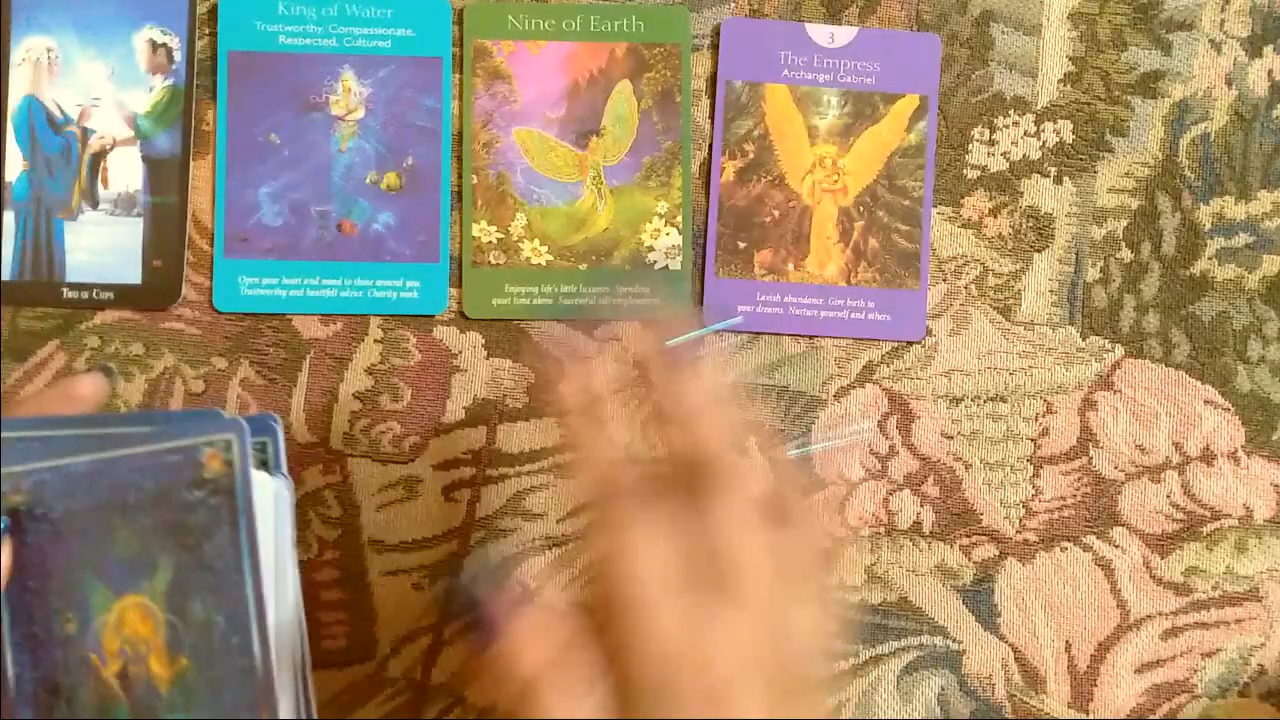 Two of Cups
King of Water
Trustworthy, Compassionate,
Respected, Cultured
Open your heart and mind to those around you.
Trustworthy and heartfelt advice. Charity work.
Nine of Earth
Enjoying life's little luxuries. Spending
quiet time alone. Successful self-employment.
3
The Empress
Archangel Gabriel
Lavish abundance. Give birth to
your dreams. Nurture yourself and others.